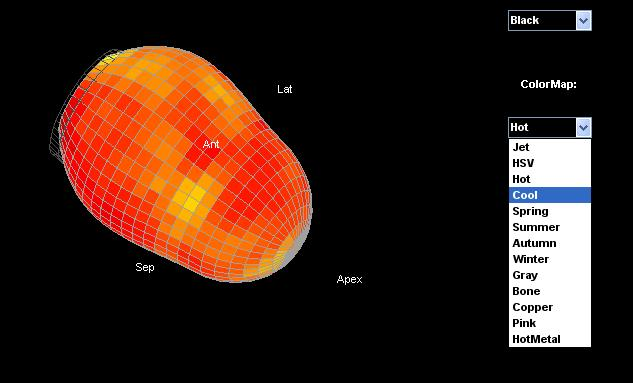 Black
Lat
ColorMap:
Hot
Ant
Jet
HSV
Hot
Cool
Spring
Summer
Autumn
Winter
Gray
Bone
Copper
Pink
HotMetal
Sep
Apex